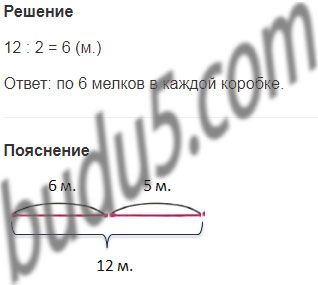 Решение
12 : 2 = 6 (м.)
Ответ: по 6 мелков в каждой коробке.
Пояснение
6 м.
5 м.
12 м.
budu5.com